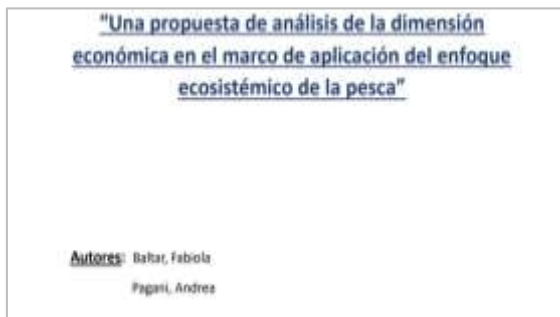 "Una propuesta de análisis de la dimensión
económica en el marco de aplicación del enfoque
ecosistémico de la pesca"
Autores: Baltar, Fabiola
Pagani, Andrea